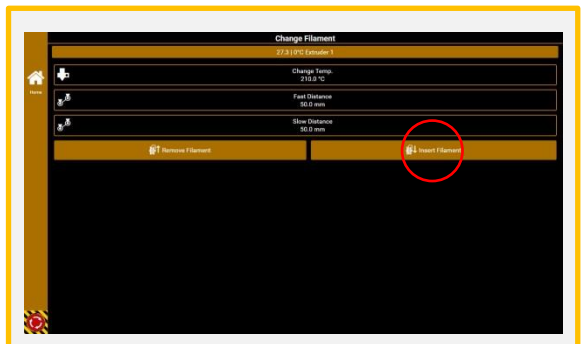 Change Filament
27.3 | 0°C Extruder 1
Home
Change Temp.
210.0 °C
Fast Distance
50.0 mm
Slow Distance
50.0 mm
Remove Filament
Insert Filament